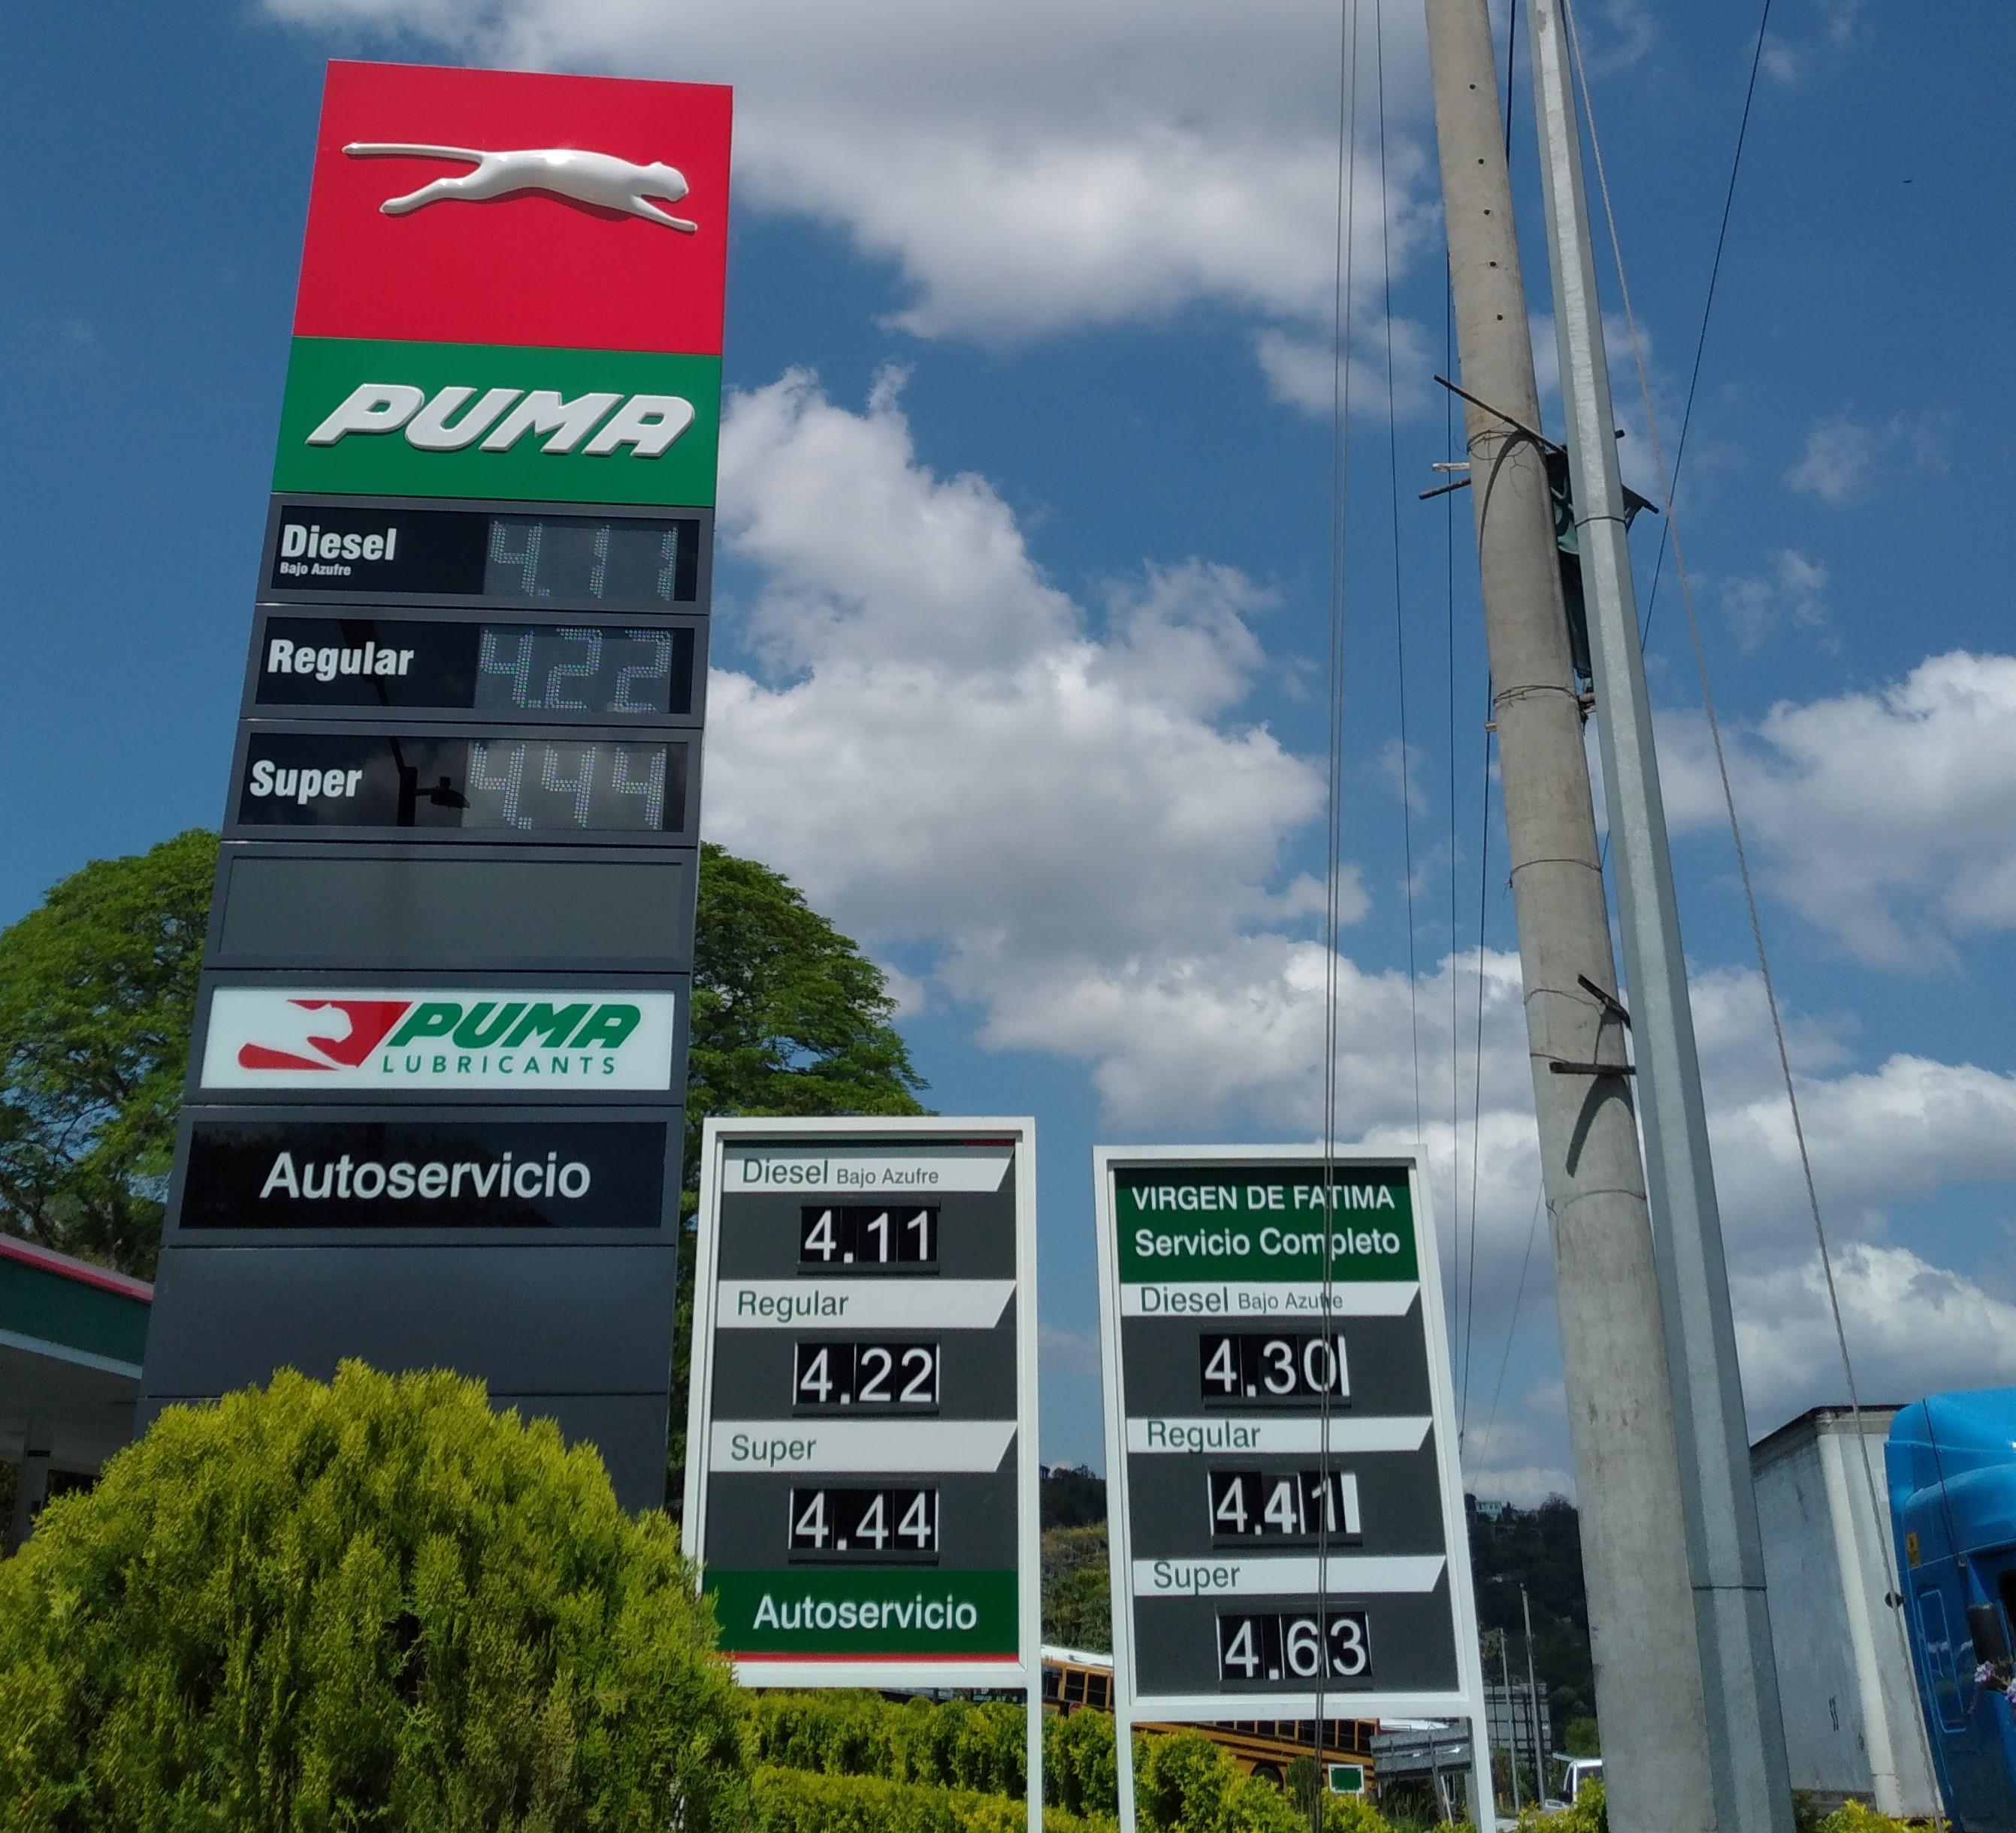 PUMA
Diesel 4.11
Bajo Azufre
Regular 4.22
Super 4.44
PUMA
LUBRICANTS
Autoservicio
Diesel Bajo Azufre
4.11
Regular
4.22
Super
4.44
Autoservicio
VIRGEN DE FATIMA
Servicio Completo
Diesel Bajo Azufre
4.30
Regular
4.41
Super
4.63